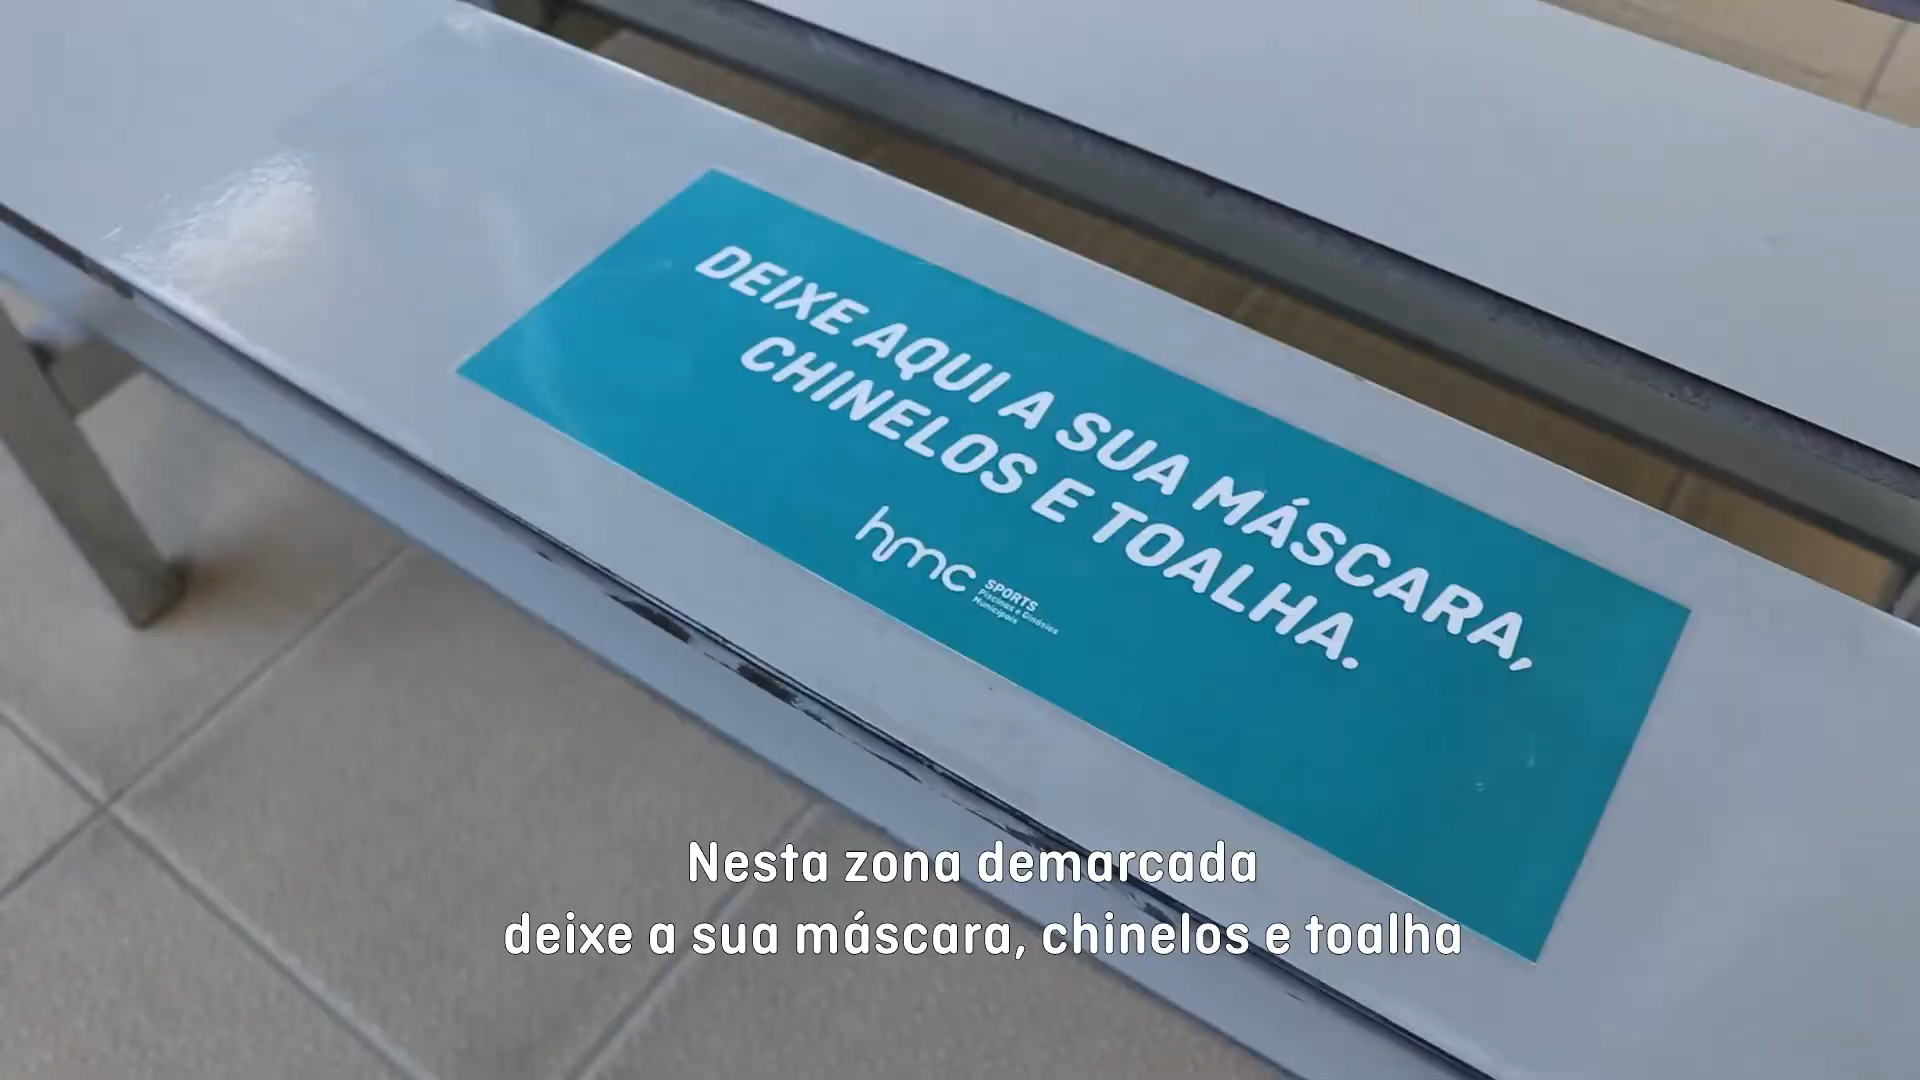 DEIXE AQUI A SUA MÁSCARA,
CHINELOS E TOALHA.
hmc
SPORTS
Piscinas e Ginásios
Municipais
Nesta zona demarcada
deixe a sua máscara, chinelos e toalha